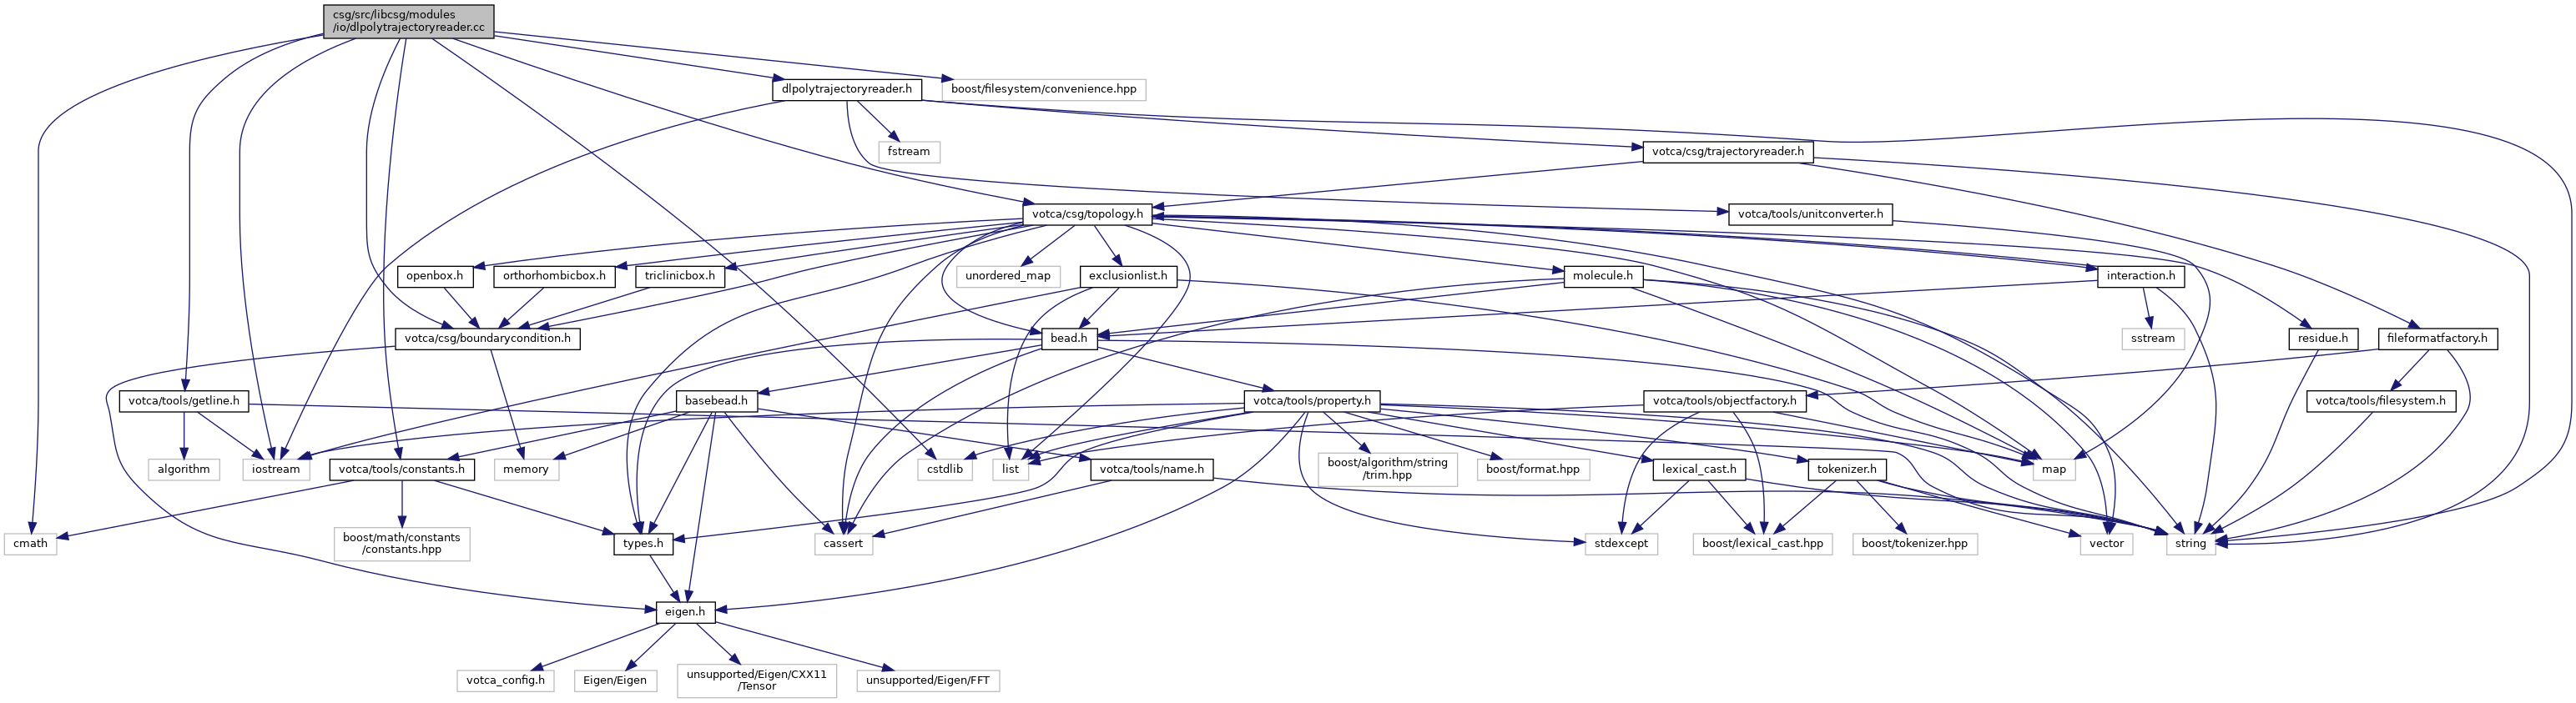 csg/src/libcsg/modules
/io/dlpolytrajectoryreader.cc
dlpolytrajectoryreader.h
boost/filesystem/convenience.hpp
fstream
votca/csg/trajectoryreader.h
votca/csg/topology.h
votca/tools/unitconverter.h
openbox.h
orthorhombicbox.h
triclinicbox.h
unordered_map
exclusionlist.h
molecule.h
interaction.h
votca/csg/boundarycondition.h
bead.h
sstream
residue.h
fileformatfactory.h
votca/tools/getline.h
basebead.h
votca/tools/property.h
votca/tools/objectfactory.h
votca/tools/filesystem.h
algorithm
iostream
votca/tools/constants.h
memory
cstdlib
list
votca/tools/name.h
boost/algorithm/string
/trim.hpp
boost/format.hpp
lexical_cast.h
tokenizer.h
map
cmath
boost/math/constants
/constants.hpp
types.h
cassert
stdexcept
boost/lexical_cast.hpp
boost/tokenizer.hpp
vector
string
eigen.h
votca_config.h
Eigen/Eigen
unsupported/Eigen/CXX11
/Tensor
unsupported/Eigen/FFT